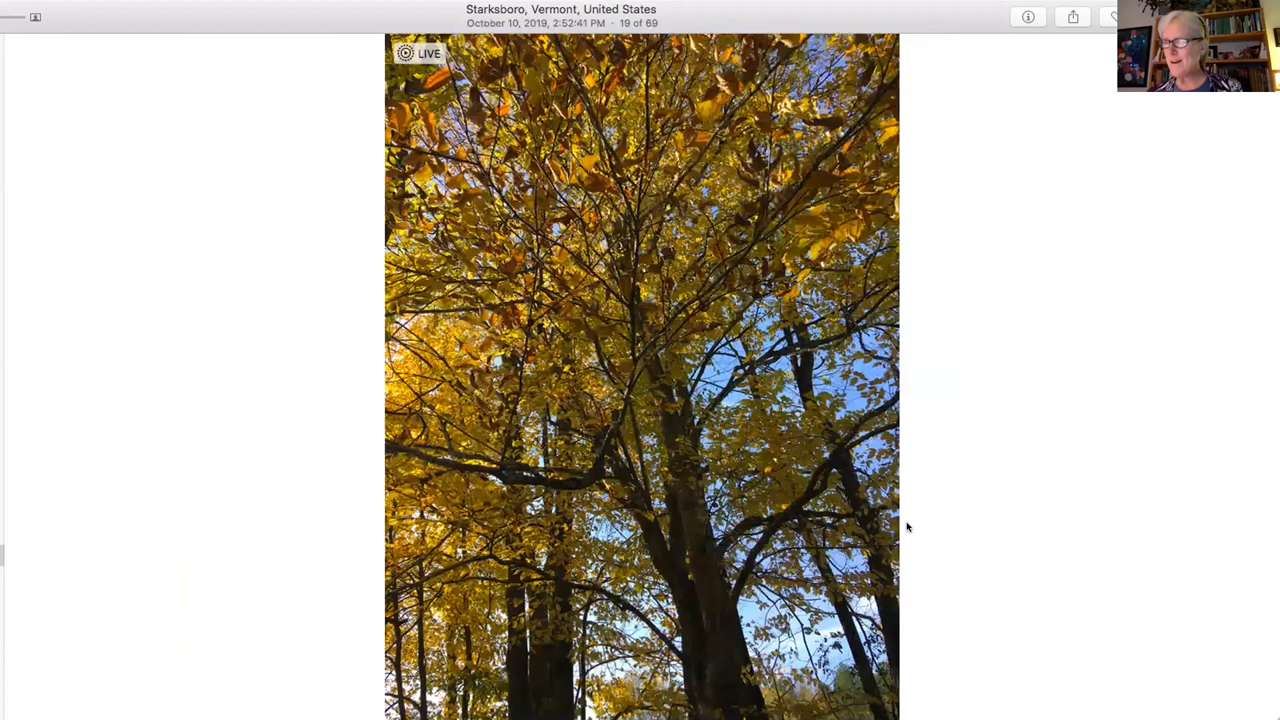 Starksboro, Vermont, United States
October 10, 2019, 2:52:41 PM · 19 of 69
LIVE